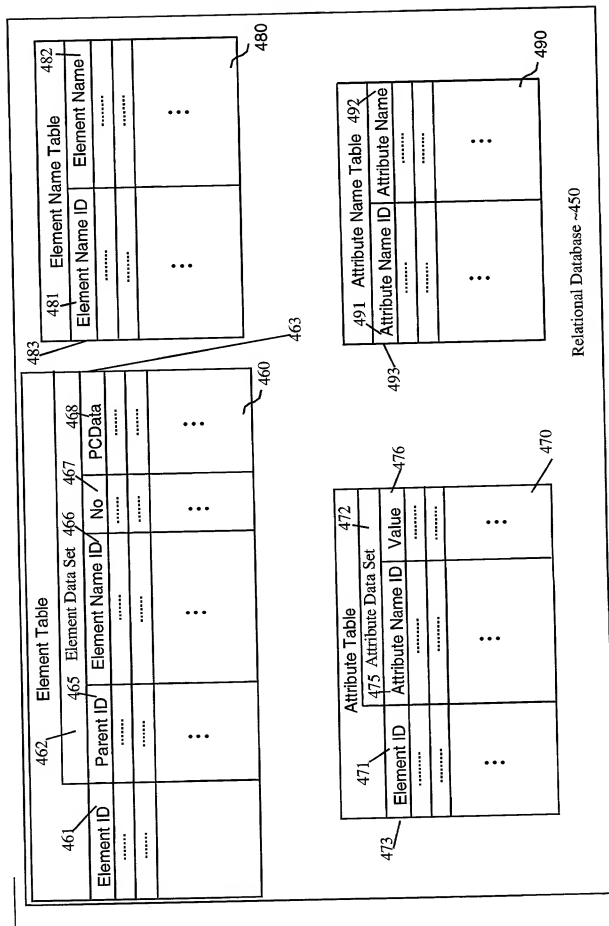 Element Table
462
465
Element Data Set
466
467
468
461
Element ID
Parent ID
Element Name ID
No
PCData
........ ........ ........ ........ ........
........ ........ ........ ........ ........
... ... ... ...
463
460
Element Name Table
481
482
Element Name ID
Element Name
........ ........
........ ........
... ...
483
480
Attribute Table
472
475
Attribute Data Set
476
471
Element ID
Attribute Name ID
Value
........ ........ ........
........ ........ ........
... ... ...
473
470
491
Attribute Name Table
492
Attribute Name ID
Attribute Name
........ ........
........ ........
... ...
493
490
Relational Database ~450